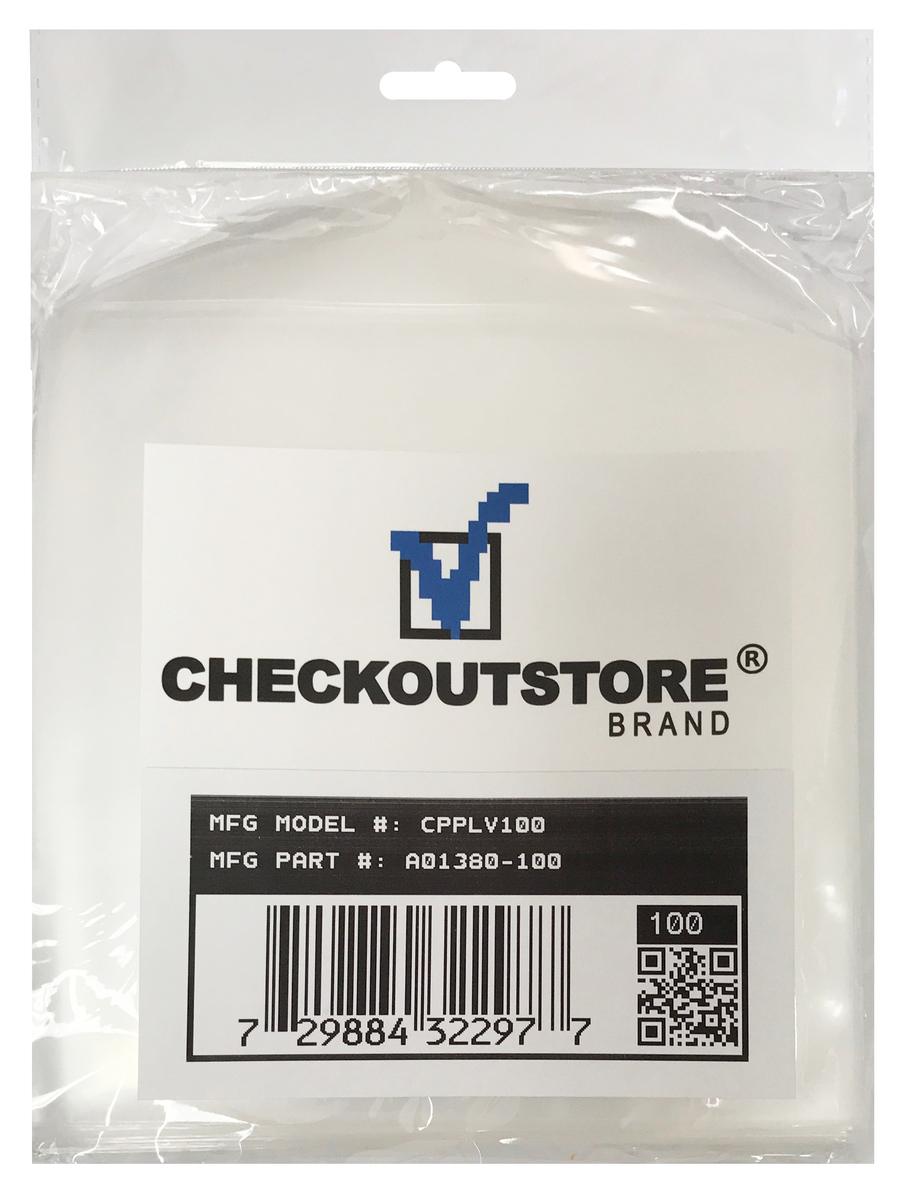 CHECKOUTSTORE®
BRAND
MFG MODEL #: CPPLV100
MFG PART #: A01380-100
100
7 29884 32297 7